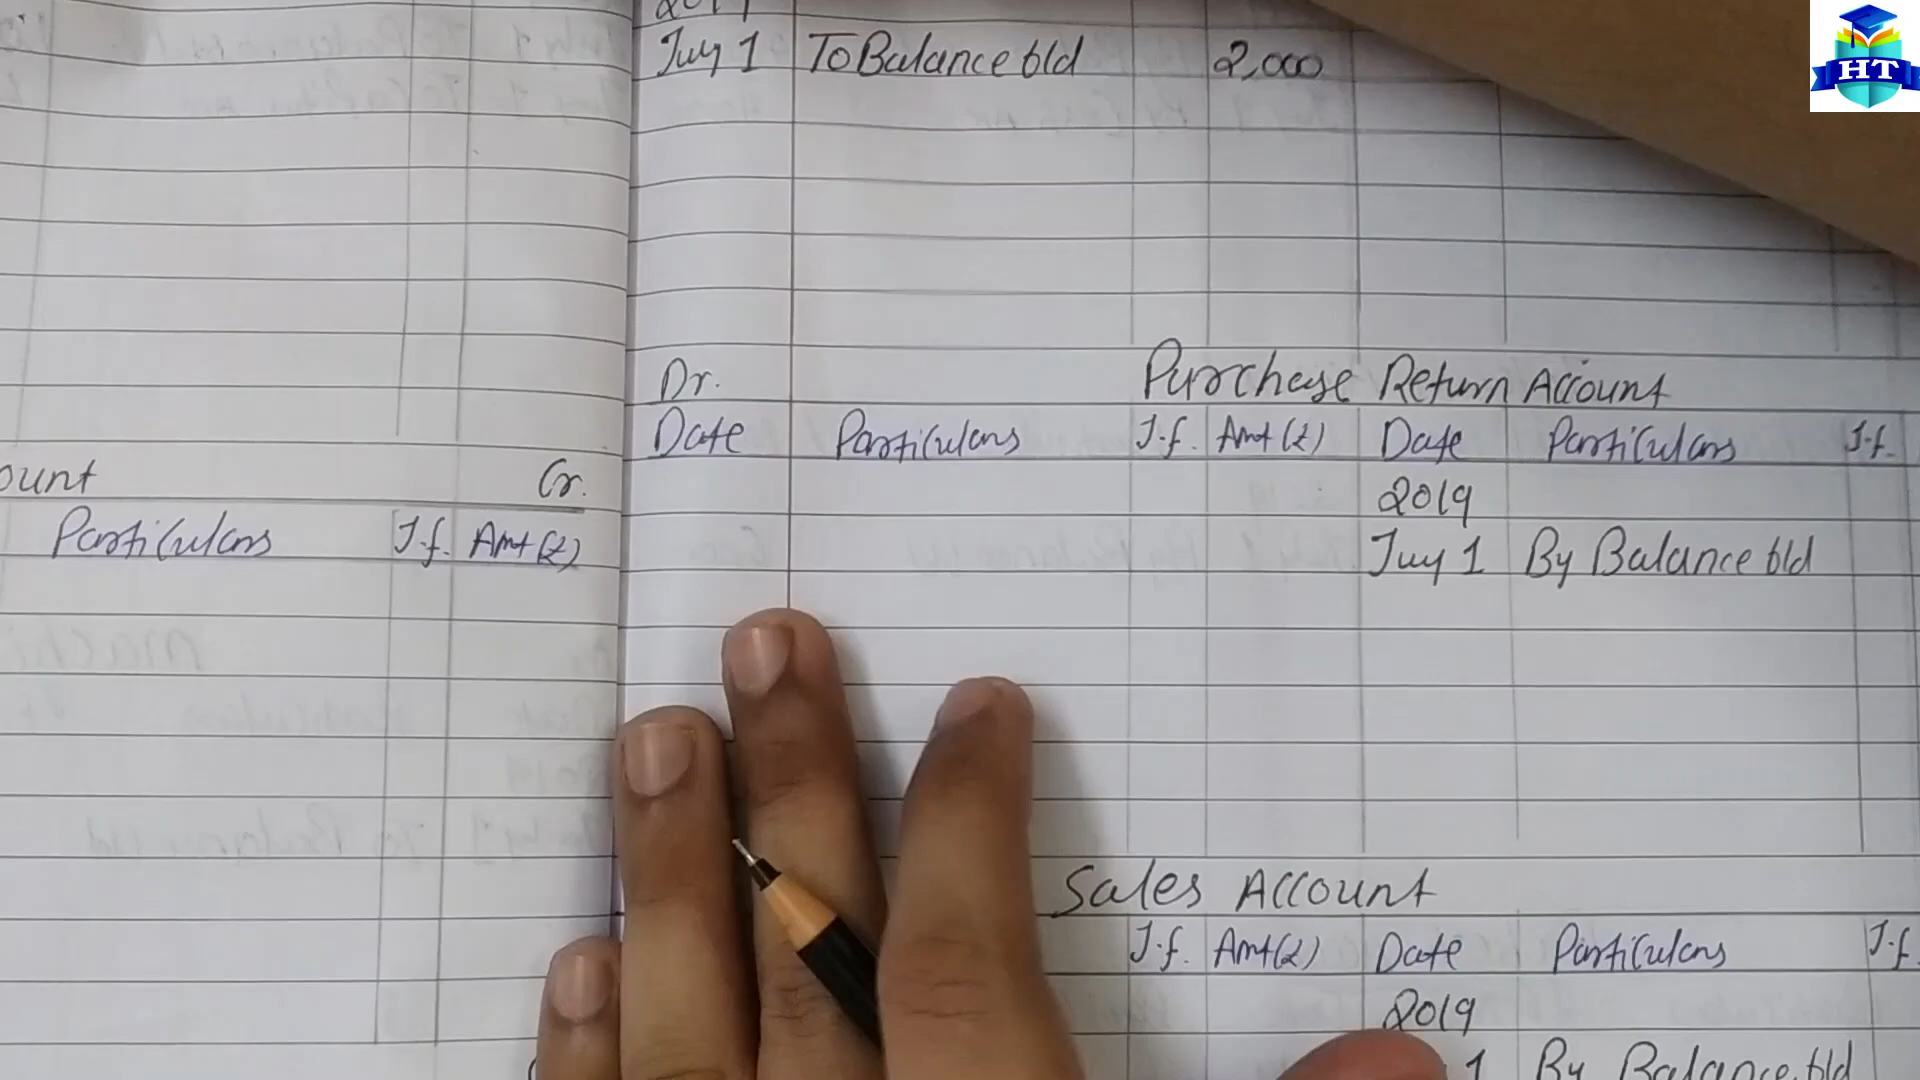 July 1 To Balance b/d 2,000
Dr. Purchase Return Account
Date Particulars J.f. Amt (₹) Date Particulars J.f.
2019
July 1 By Balance b/d
ount Cr.
Particulars J.f. Amt (₹)
Sales Account
J.f. Amt (₹) Date Particulars J.f.
2019
1 By Balance b/d
HT